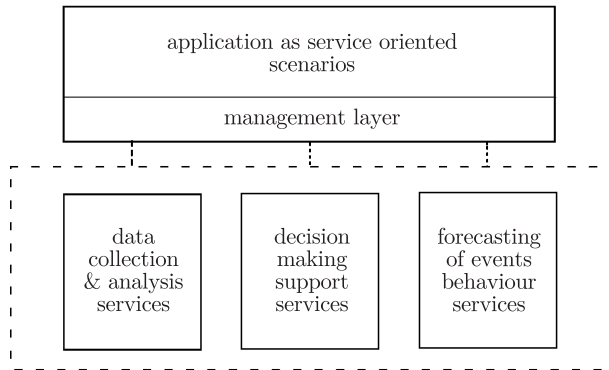 application as service oriented
scenarios
management layer
data
collection
& analysis
services
decision
making
support
services
forecasting
of events
behaviour
services